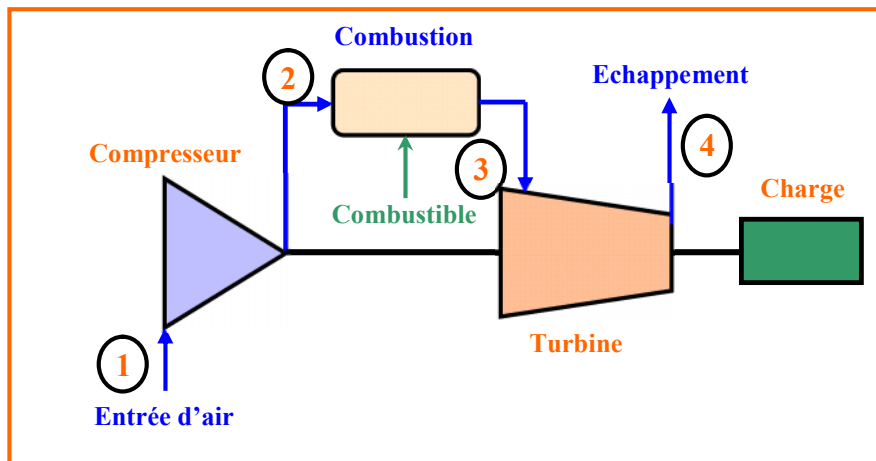 Combustion
2
Echappement
Compresseur
3
4
Combustible
Charge
1
Turbine
Entrée d’air